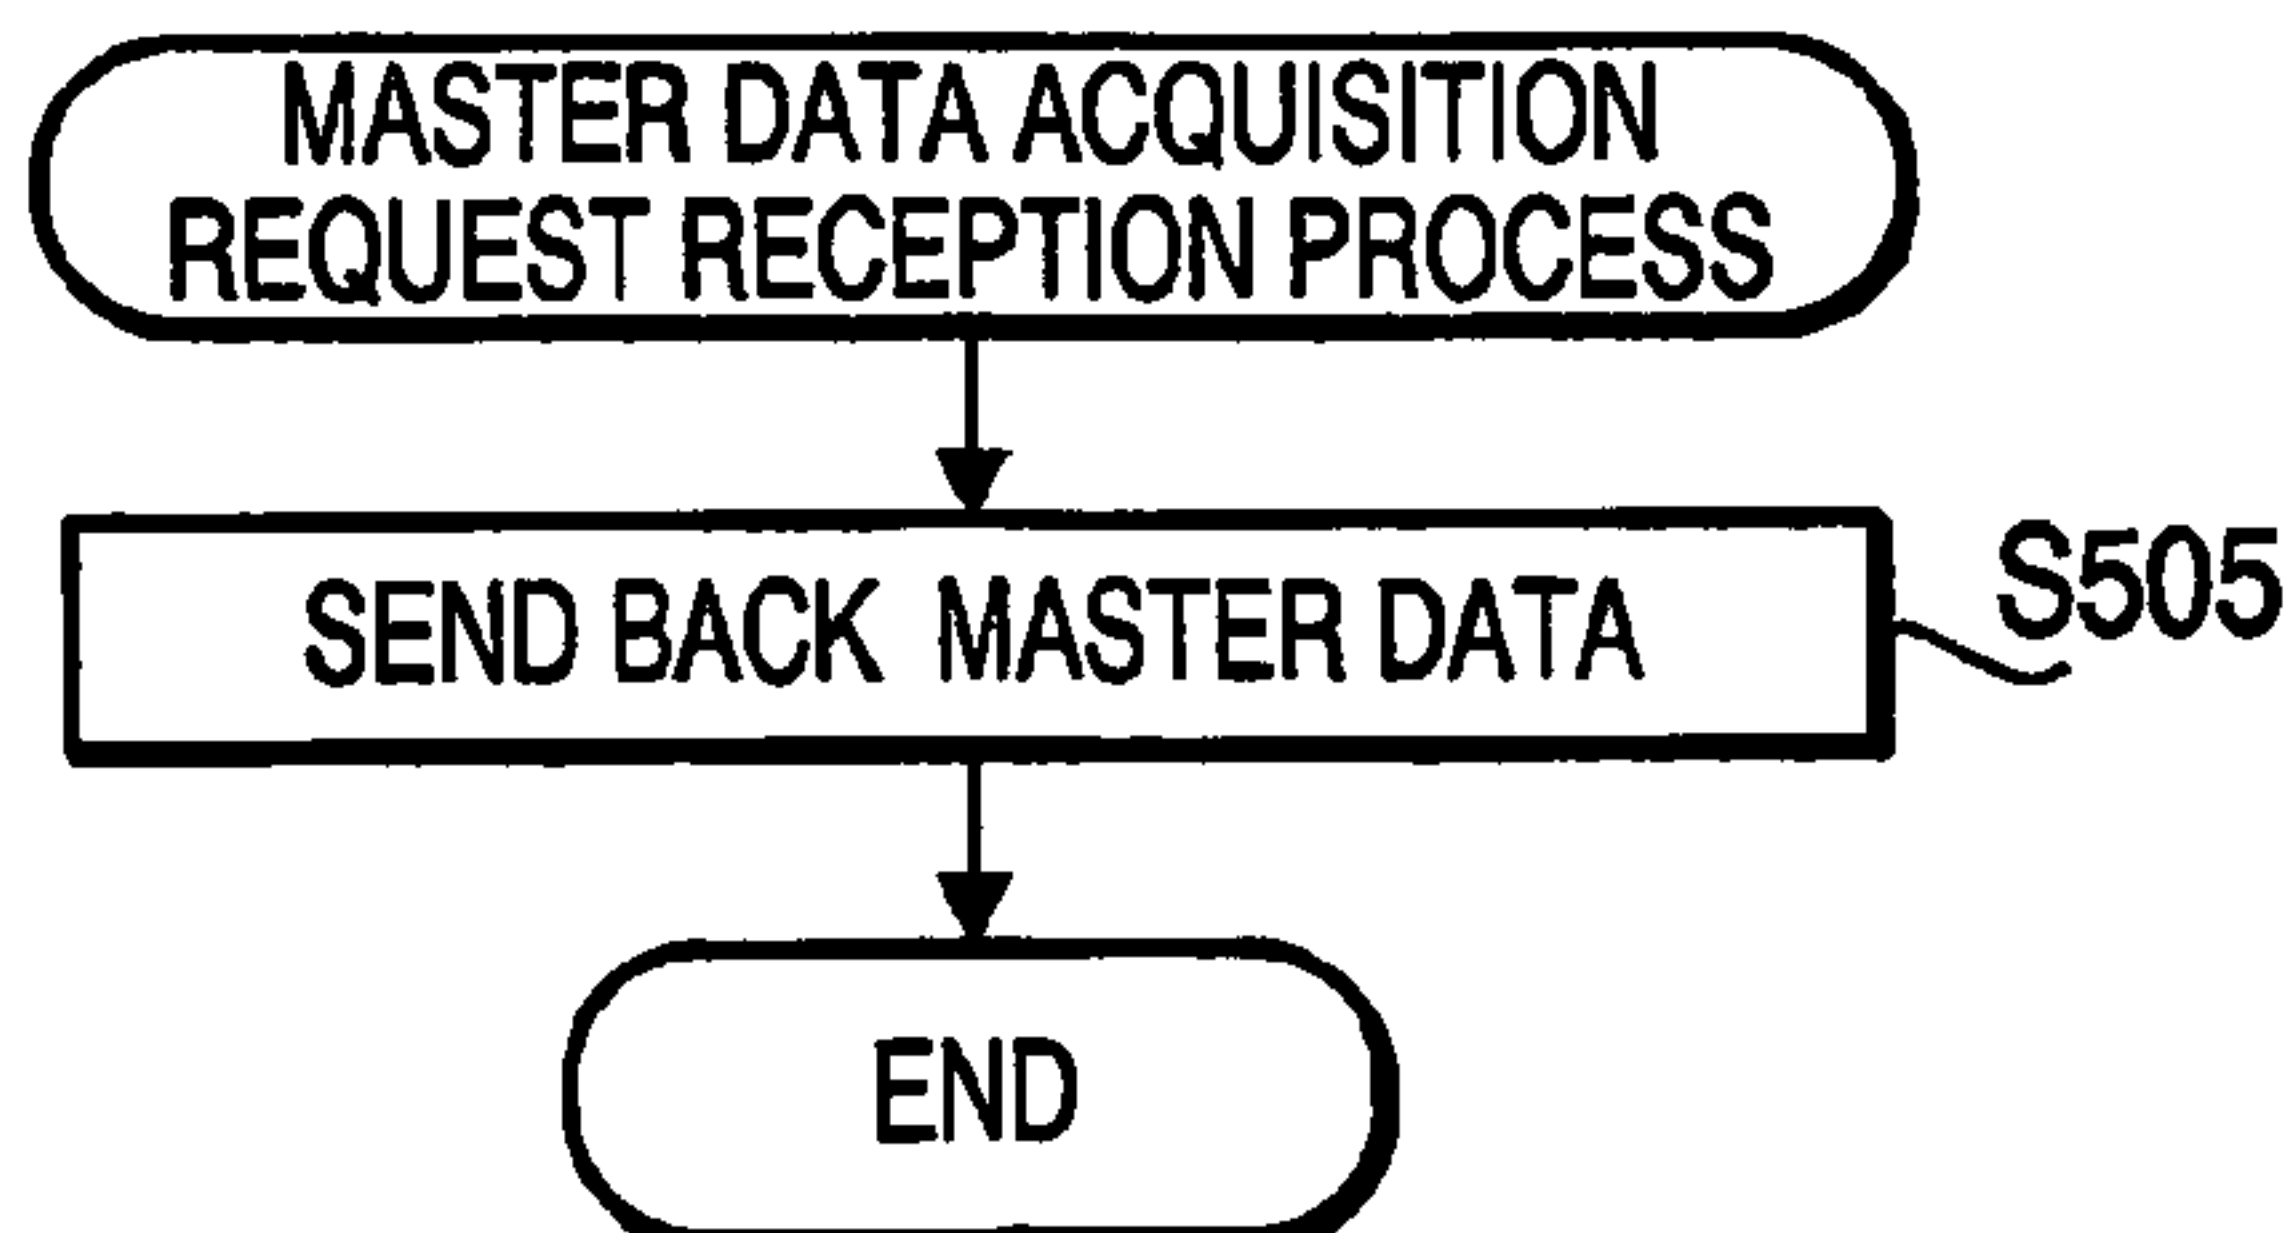 MASTER DATA ACQUISITION
REQUEST RECEPTION PROCESS
SEND BACK MASTER DATA
S505
END